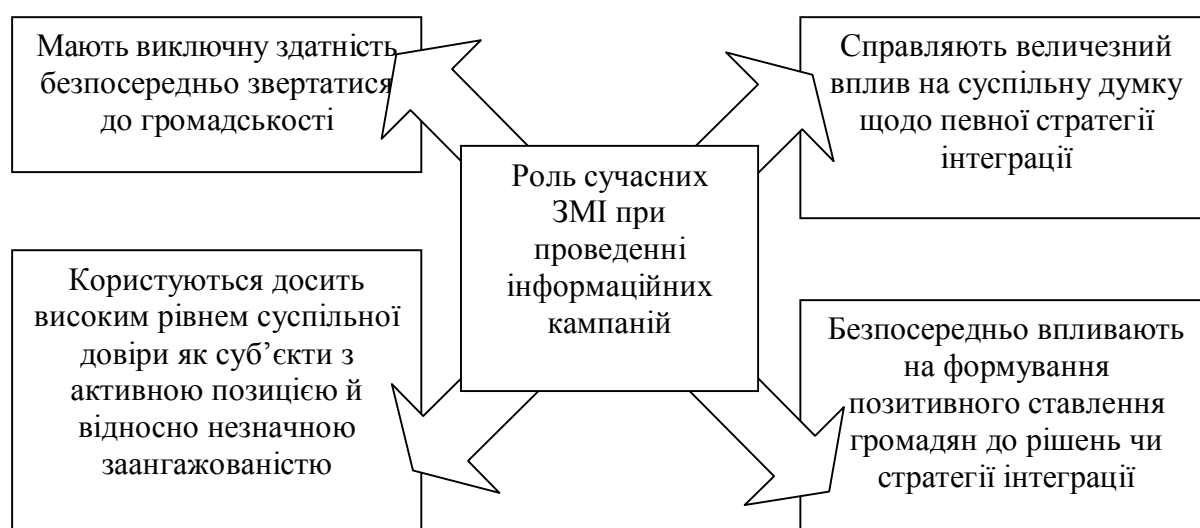 Мають виключну здатність
безпосередньо звертатися
до громадськості
Справляють величезний
вплив на суспільну думку
щодо певної стратегії
інтеграції
Роль сучасних
ЗМІ при
проведенні
інформаційних
кампаній
Користуються досить
високим рівнем суспільної
довіри як суб’єкти з
активною позицією й
відносно незначною
заангажованістю
Безпосередньо впливають
на формування
позитивного ставлення
громадян до рішень чи
стратегії інтеграції